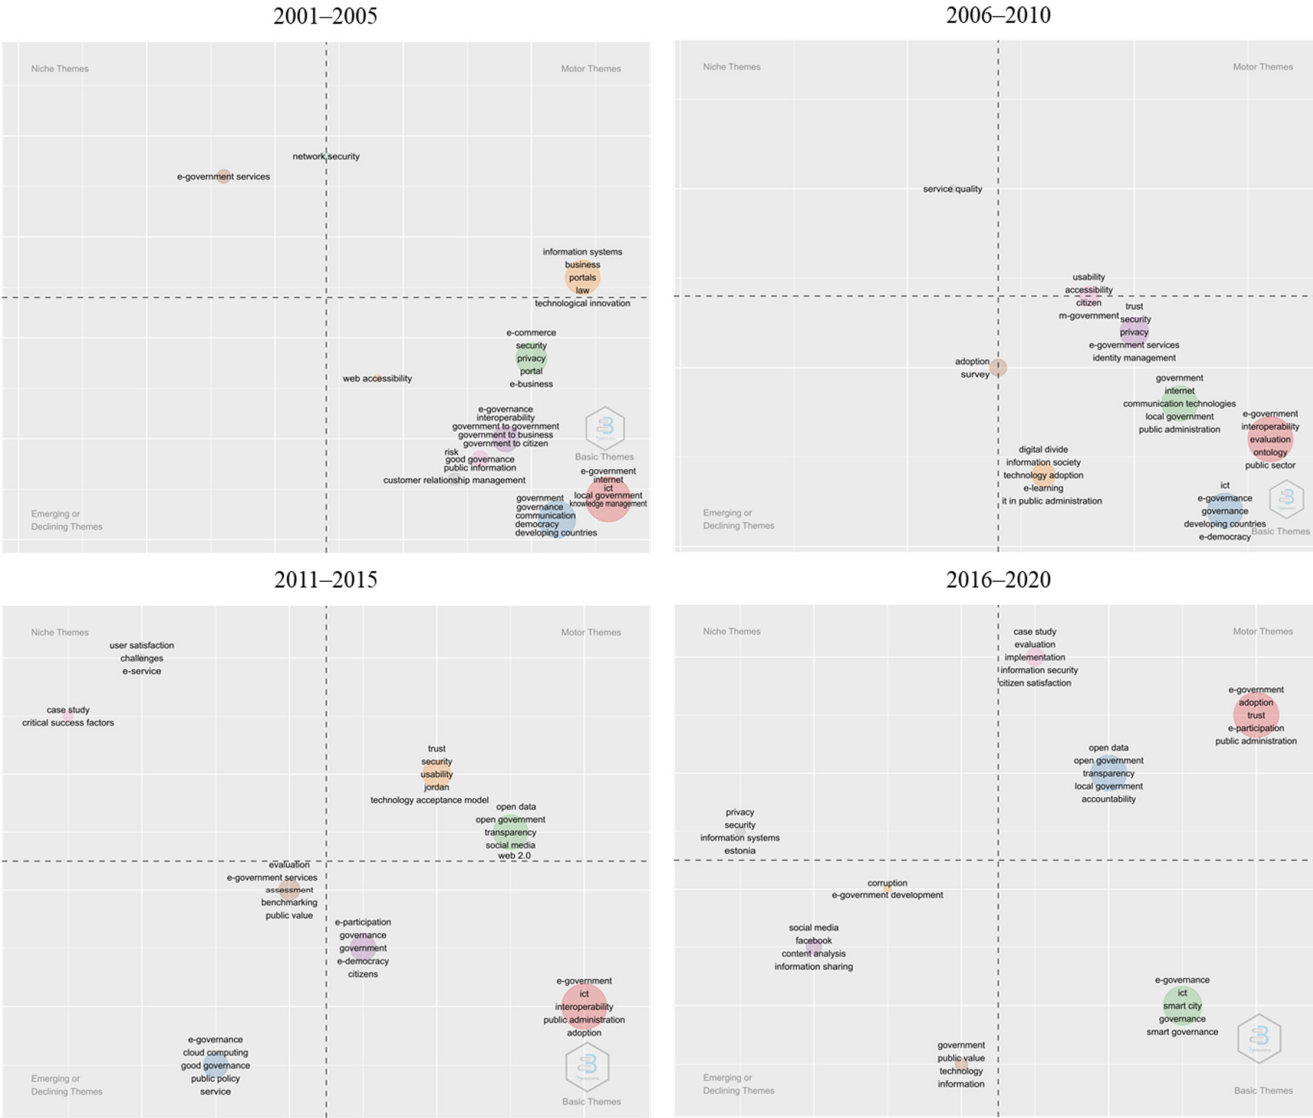 2001–2005
Niche Themes
Motor Themes
network security
e-government services
information systems
business
portals
law
technological innovation
e-commerce
security
privacy
portal
e-business
web accessibility
e-governance
interoperability
government to government
government to business
government to citizen
risk
good governance
public information
customer relationship management
Basic Themes
e-government
internet
ict
local government
knowledge management
government
governance
communication
democracy
developing countries
Emerging or
Declining Themes
2006–2010
Niche Themes
Motor Themes
service quality
usability
accessibility
citizen
m-government
trust
security
privacy
e-government services
identity management
adoption
survey
government
internet
communication technologies
local government
public administration
e-government
interoperability
evaluation
ontology
public sector
digital divide
information society
technology adoption
e-learning
it in public administration
ict
e-governance
governance
developing countries
e-democracy
Basic Themes
Emerging or
Declining Themes
2011–2015
Niche Themes
Motor Themes
user satisfaction
challenges
e-service
case study
critical success factors
trust
security
usability
jordan
technology acceptance model
open data
open government
transparency
social media
web 2.0
evaluation
e-government services
assessment
benchmarking
public value
e-participation
governance
government
e-democracy
citizens
e-government
ict
interoperability
public administration
adoption
e-governance
cloud computing
good governance
public policy
service
Emerging or
Declining Themes
Basic Themes
2016–2020
Niche Themes
Motor Themes
case study
evaluation
implementation
information security
citizen satisfaction
e-government
adoption
trust
e-participation
public administration
open data
open government
transparency
local government
accountability
privacy
security
information systems
estonia
corruption
e-government development
social media
facebook
content analysis
information sharing
e-governance
ict
smart city
governance
smart governance
government
public value
technology
information
Emerging or
Declining Themes
Basic Themes